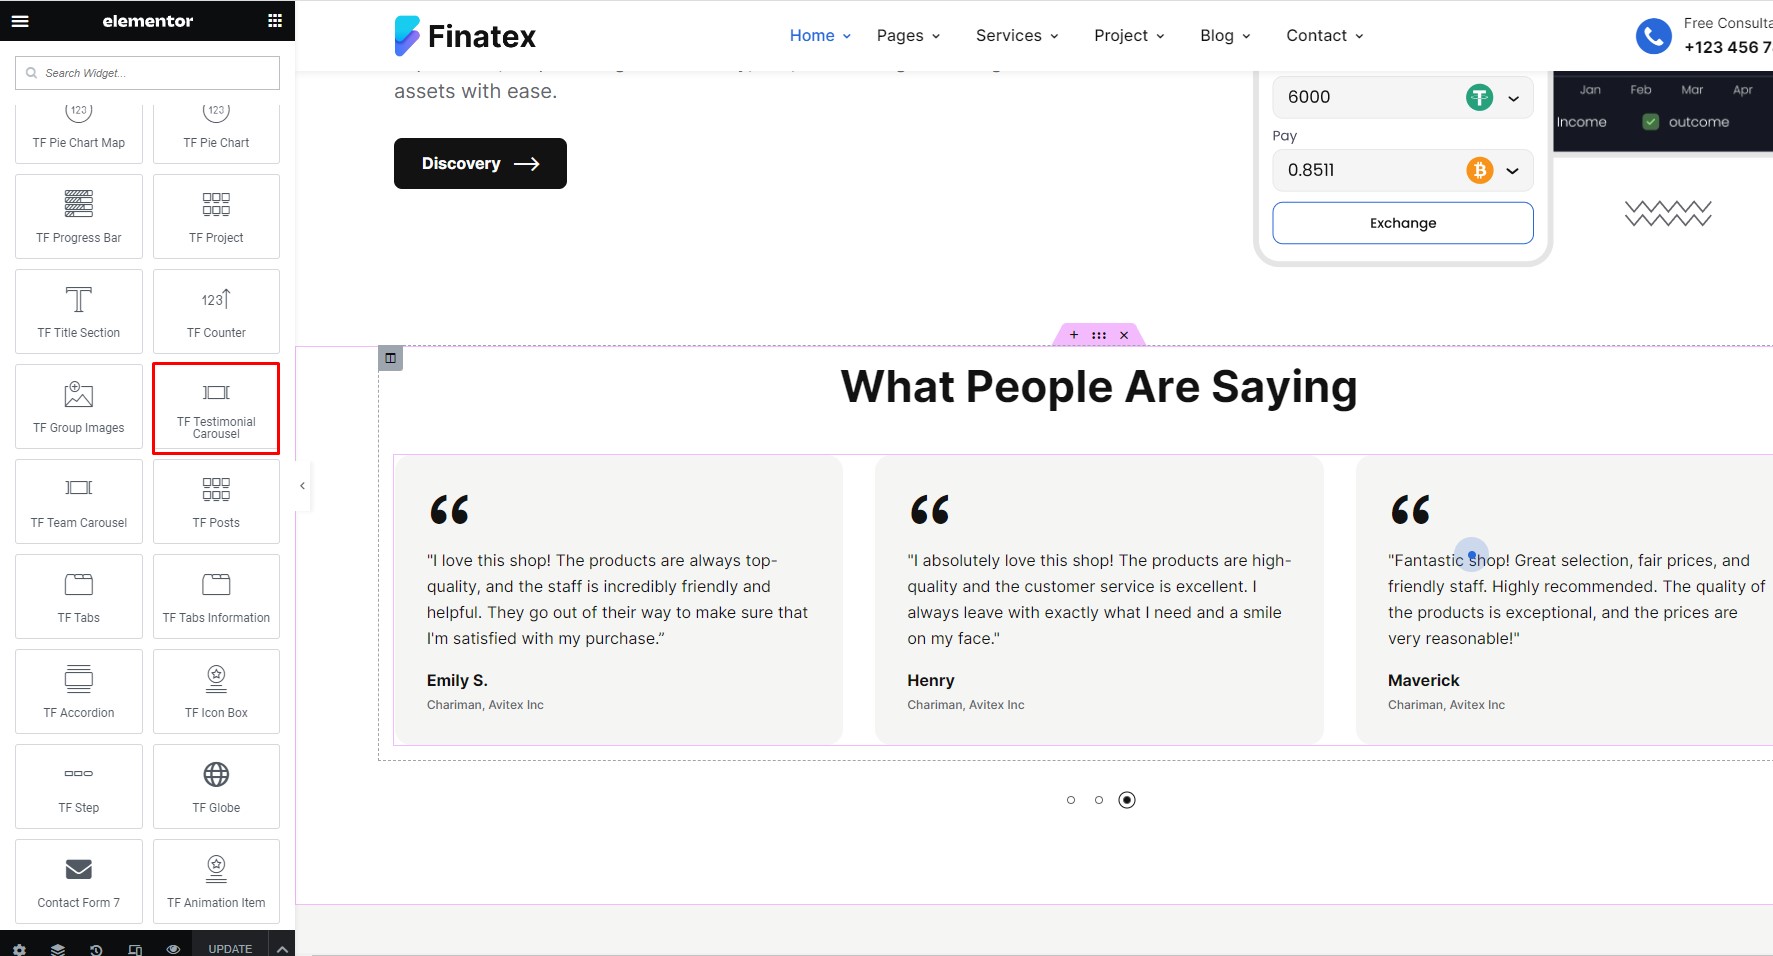 elementor
Search Widget...
123
TF Pie Chart Map
123
TF Pie Chart
TF Progress Bar
TF Project
TF Title Section
123
TF Counter
TF Group Images
TF Testimonial
Carousel
TF Team Carousel
TF Posts
TF Tabs
TF Tabs Information
TF Accordion
TF Icon Box
TF Step
TF Globe
Contact Form 7
TF Animation Item
UPDATE
Finatex
Home
Pages
Services
Project
Blog
Contact
Free Consulta
+123 456 7
assets with ease.
Discovery
6000
Pay
0.8511
Exchange
Jan Feb Mar Apr
Income
outcome
What People Are Saying
"I love this shop! The products are always top-
quality, and the staff is incredibly friendly and
helpful. They go out of their way to make sure that
I'm satisfied with my purchase.”
Emily S.
Chariman, Avitex Inc
"I absolutely love this shop! The products are high-
quality and the customer service is excellent. I
always leave with exactly what I need and a smile
on my face."
Henry
Chariman, Avitex Inc
"Fantastic shop! Great selection, fair prices, and
friendly staff. Highly recommended. The quality of
the products is exceptional, and the prices are
very reasonable!"
Maverick
Chariman, Avitex Inc